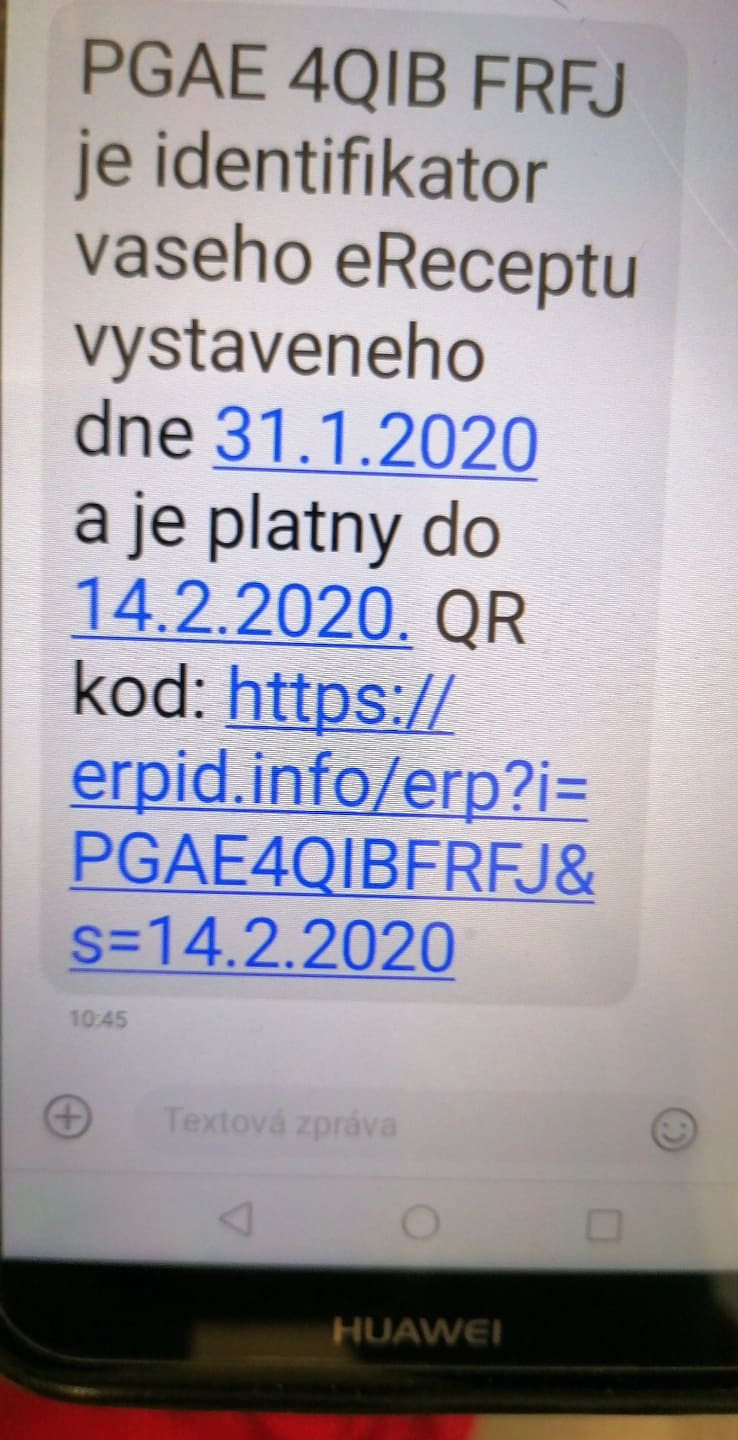 PGAE 4QIB FRFJ
je identifikator
vaseho eReceptu
vystaveneho
dne 31.1.2020
a je platny do
14.2.2020. QR
kod: https://
erpid.info/erp?i=
PGAE4QIBFRFJ&
s=14.2.2020
10:45
Textová zpráva
HUAWEI